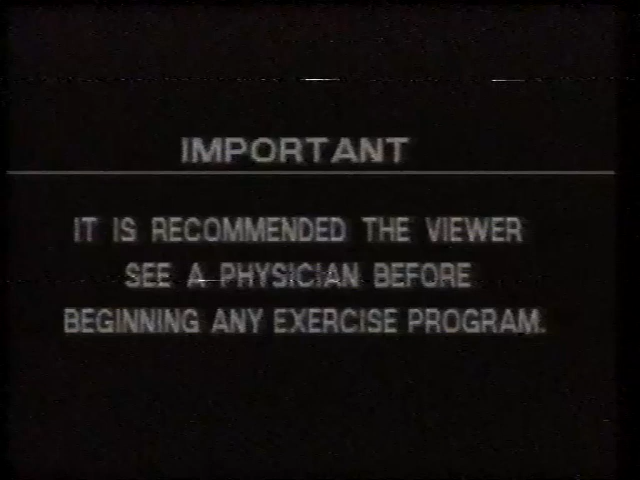 IMPORTANT
IT IS RECOMMENDED THE VIEWER
SEE A PHYSICIAN BEFORE
BEGINNING ANY EXERCISE PROGRAM.